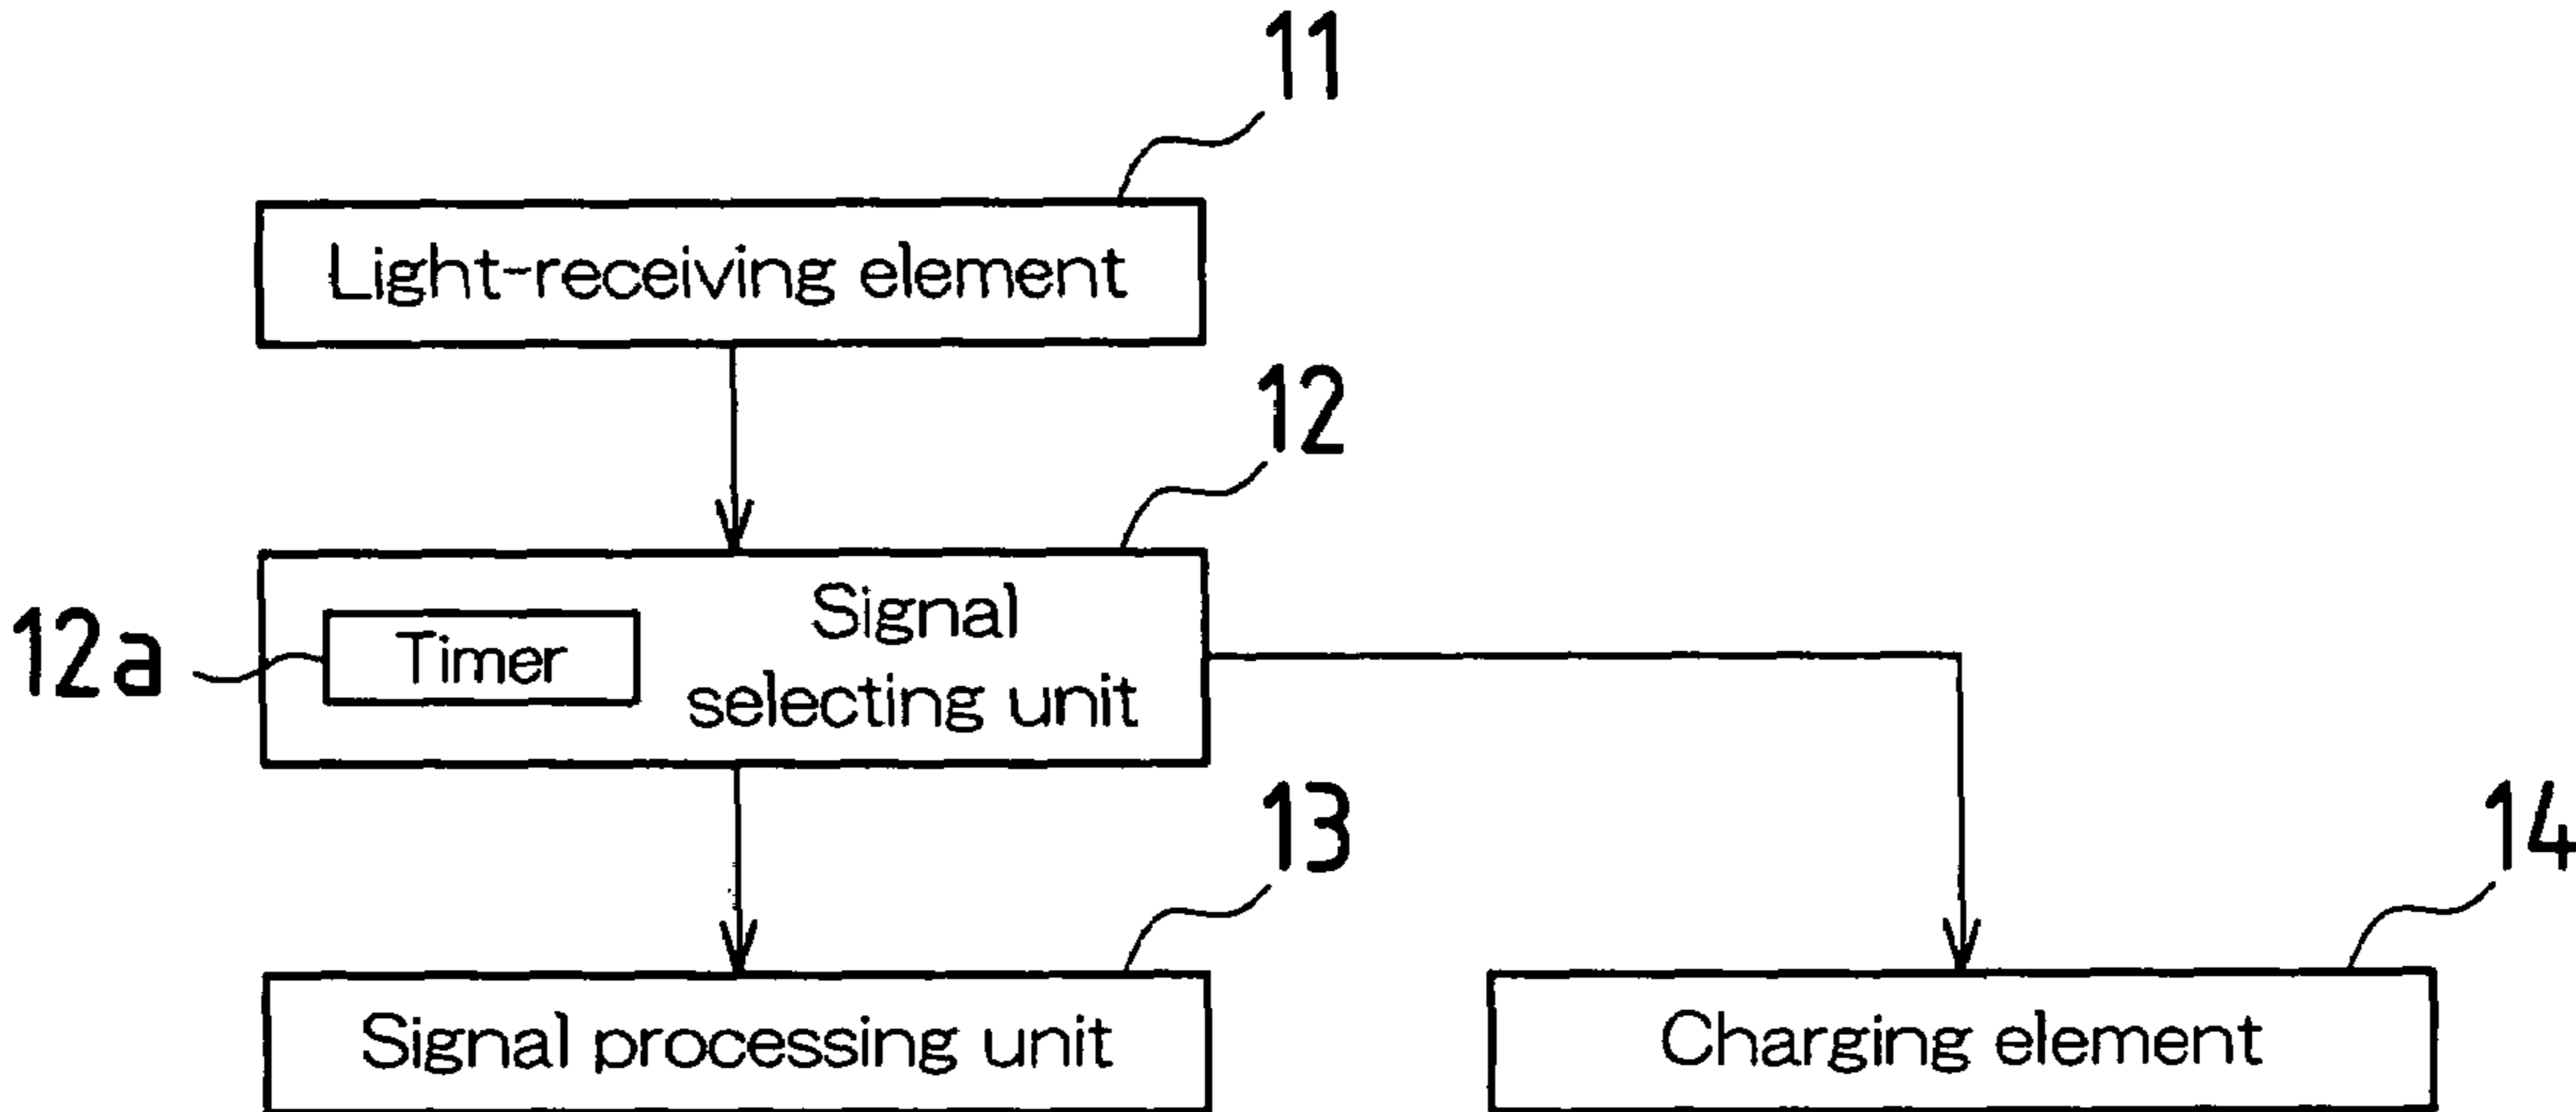 11
Light-receiving element
12
12a
Timer
Signal
selecting unit
13
14
Signal processing unit
Charging element